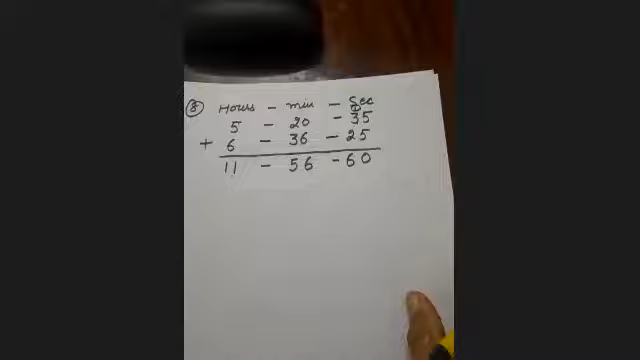 8 Hours - min - Sec
5 - 20 - 35
+ 6 - 36 - 25
11 - 56 - 60